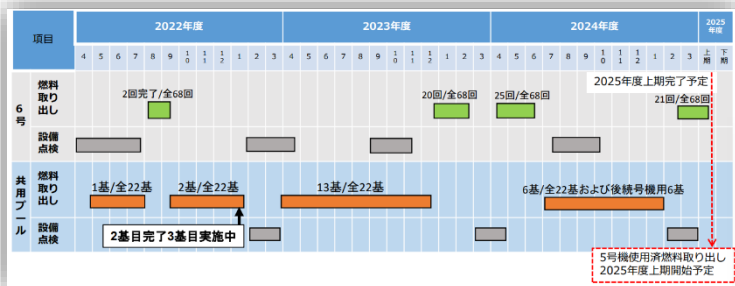 項目
2022年度
2023年度
2024年度
2025
年度
4 5 6 7 8 9 10 11 12 1 2 3 4 5 6 7 8 9 10 11 12 1 2 3 4 5 6 7 8 9 10 11 12 1 2 3 上期 下期
2025年度上期完了予定
6号
燃料
取り
出し
2回完了/全68回
20回/全68回
25回/全68回
21回/全68回
設備
点検
共用プール
燃料
取り
出し
1基/全22基
2基/全22基
13基/全22基
6基/全22基および後続号機用6基
2基目完了3基目実施中
設備
点検
5号機使用済燃料取り出し
2025年度上期開始予定